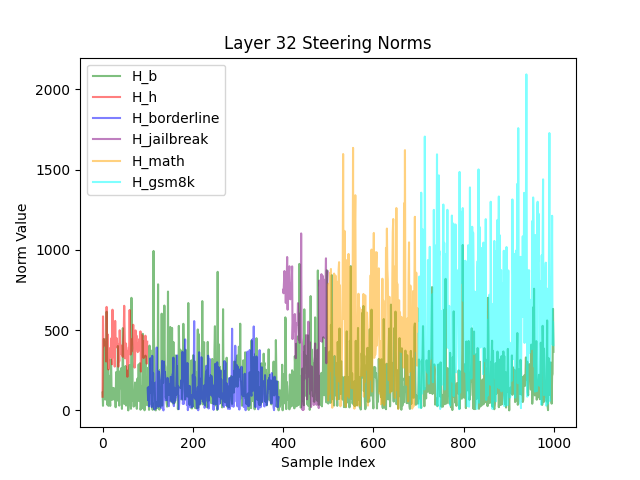 Layer 32 Steering Norms
H_b
H_h
H_borderline
H_jailbreak
H_math
H_gsm8k
Norm Value
2000
1500
1000
500
0
0 200 400 600 800 1000
Sample Index